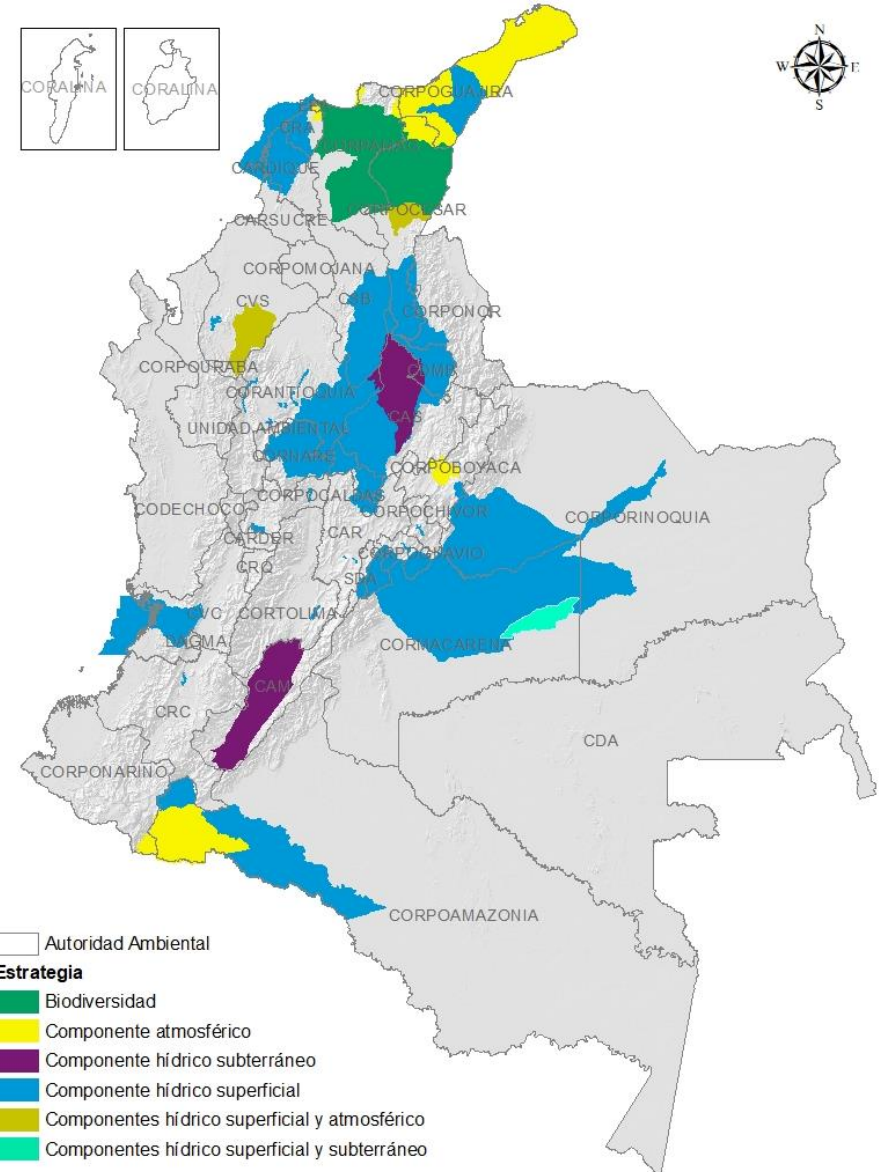 N
W E
S
CORALINA
CORALINA
CORPOGUAJIRA
CRA
CARDIQUE
CORPAMAG
CORPOCESAR
CARSUCRE
CORPOMOJANA
CVS
CSB
CORPONOR
CORPOURABA
CDMB
CORANTIOQUIA
CAS
UNIDAD AMBIENTAL
CORNARE
CORPOBOYACA
CORPOCALDAS
CODECHOCO
CORPOCHIVOR
CORPORINOQUIA
CARDER
CAR
CORPOGUAVIO
CRQ
SDA
CVC
CORTOLIMA
DAGMA
CORMACARENA
CAM
CRC
CDA
CORPONARINO
CORPOAMAZONIA
Autoridad Ambiental
Estrategia
Biodiversidad
Componente atmosférico
Componente hídrico subterráneo
Componente hídrico superficial
Componentes hídrico superficial y atmosférico
Componentes hídrico superficial y subterráneo